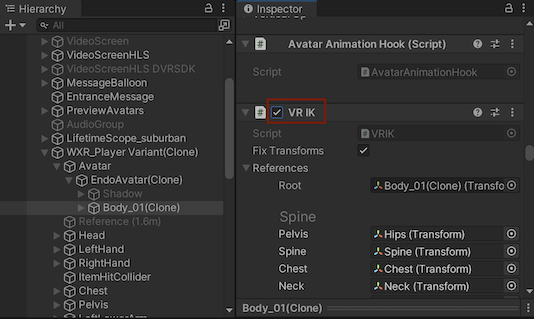 Hierarchy
All
VideoScreen
VideoScreenHLS
VideoScreenHLS DVRSDK
MessageBalloon
EntranceMessage
PreviewAvatars
AudioGroup
LifetimeScope_suburban
WXR_Player Variant(Clone)
Avatar
EndoAvatar(Clone)
Shadow
Body_01(Clone)
Reference (1.6m)
Head
LeftHand
RightHand
ItemHitCollider
Chest
Pelvis
LeftLowerArm
Inspector
Vertical Up
Avatar Animation Hook (Script)
Script
AvatarAnimationHook
VR IK
Script
VRIK
Fix Transforms
References
Root
Body_01(Clone) (Transfo
Spine
Pelvis
Hips (Transform)
Spine
Spine (Transform)
Chest
Chest (Transform)
Neck
Neck (Transform)
Body_01(Clone)